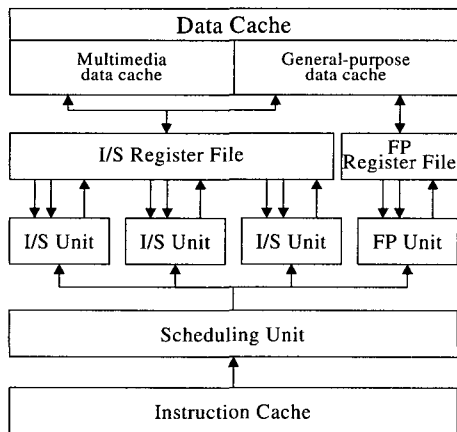 Data Cache
Multimedia
data cache
General-purpose
data cache
I/S Register File
FP
Register File
I/S Unit
I/S Unit
I/S Unit
FP Unit
Scheduling Unit
Instruction Cache